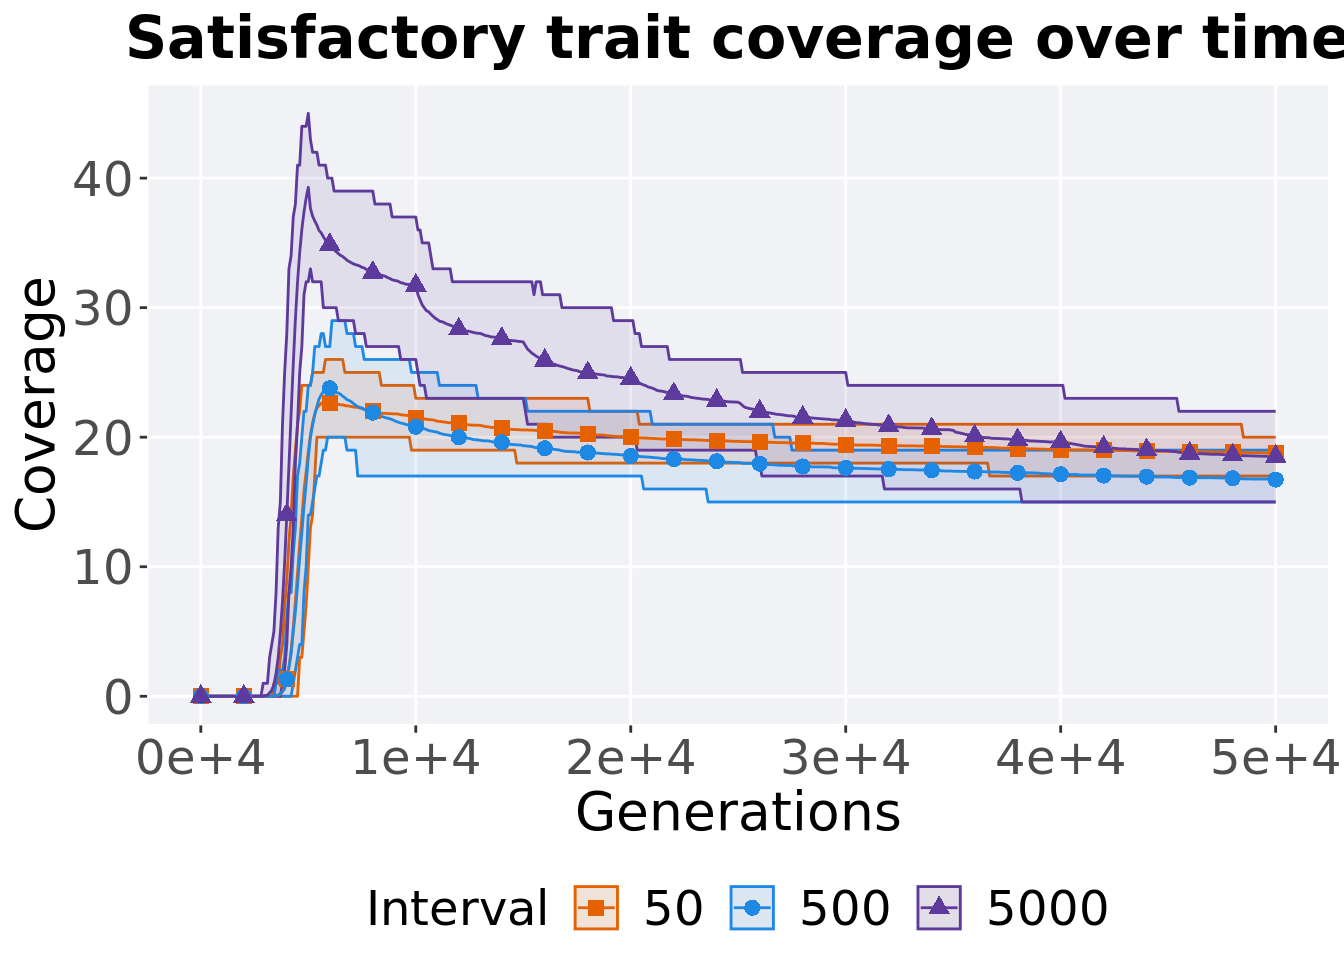 Satisfactory trait coverage over time
Coverage
40
30
20
10
0
0e+4 1e+4 2e+4 3e+4 4e+4 5e+4
Generations
Interval 50 500 5000